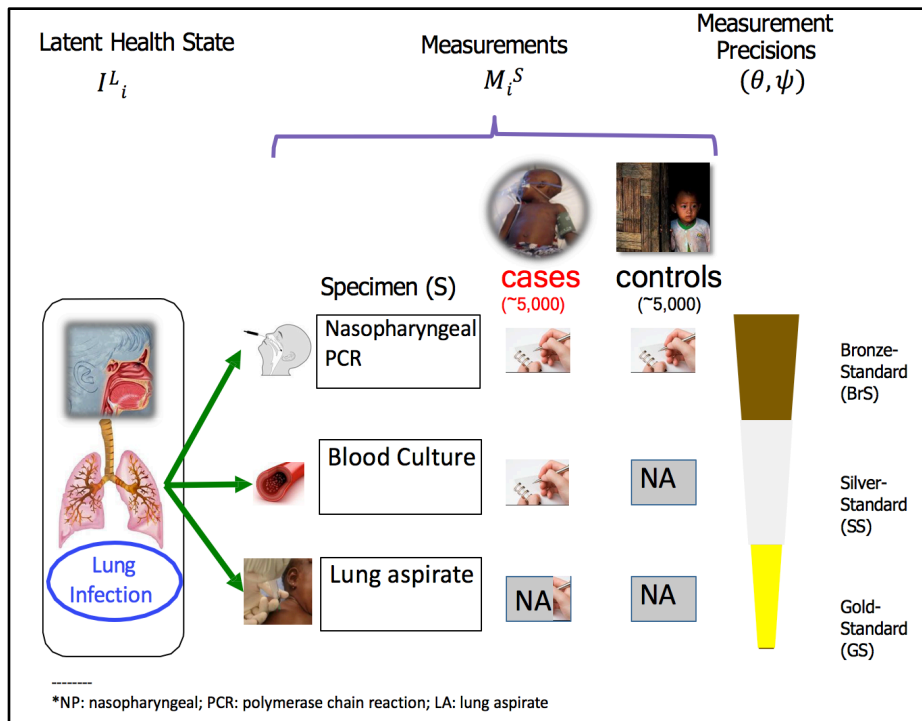 Latent Health State
I^L_i
Measurements
M_i^S
Measurement
Precisions
(θ, ψ)
cases
(~5,000)
controls
(~5,000)
Specimen (S)
Nasopharyngeal
PCR
Bronze-
Standard
(BrS)
Blood Culture
NA
Silver-
Standard
(SS)
Lung
Infection
Lung aspirate
NA
NA
Gold-
Standard
(GS)
--------
*NP: nasopharyngeal; PCR: polymerase chain reaction; LA: lung aspirate